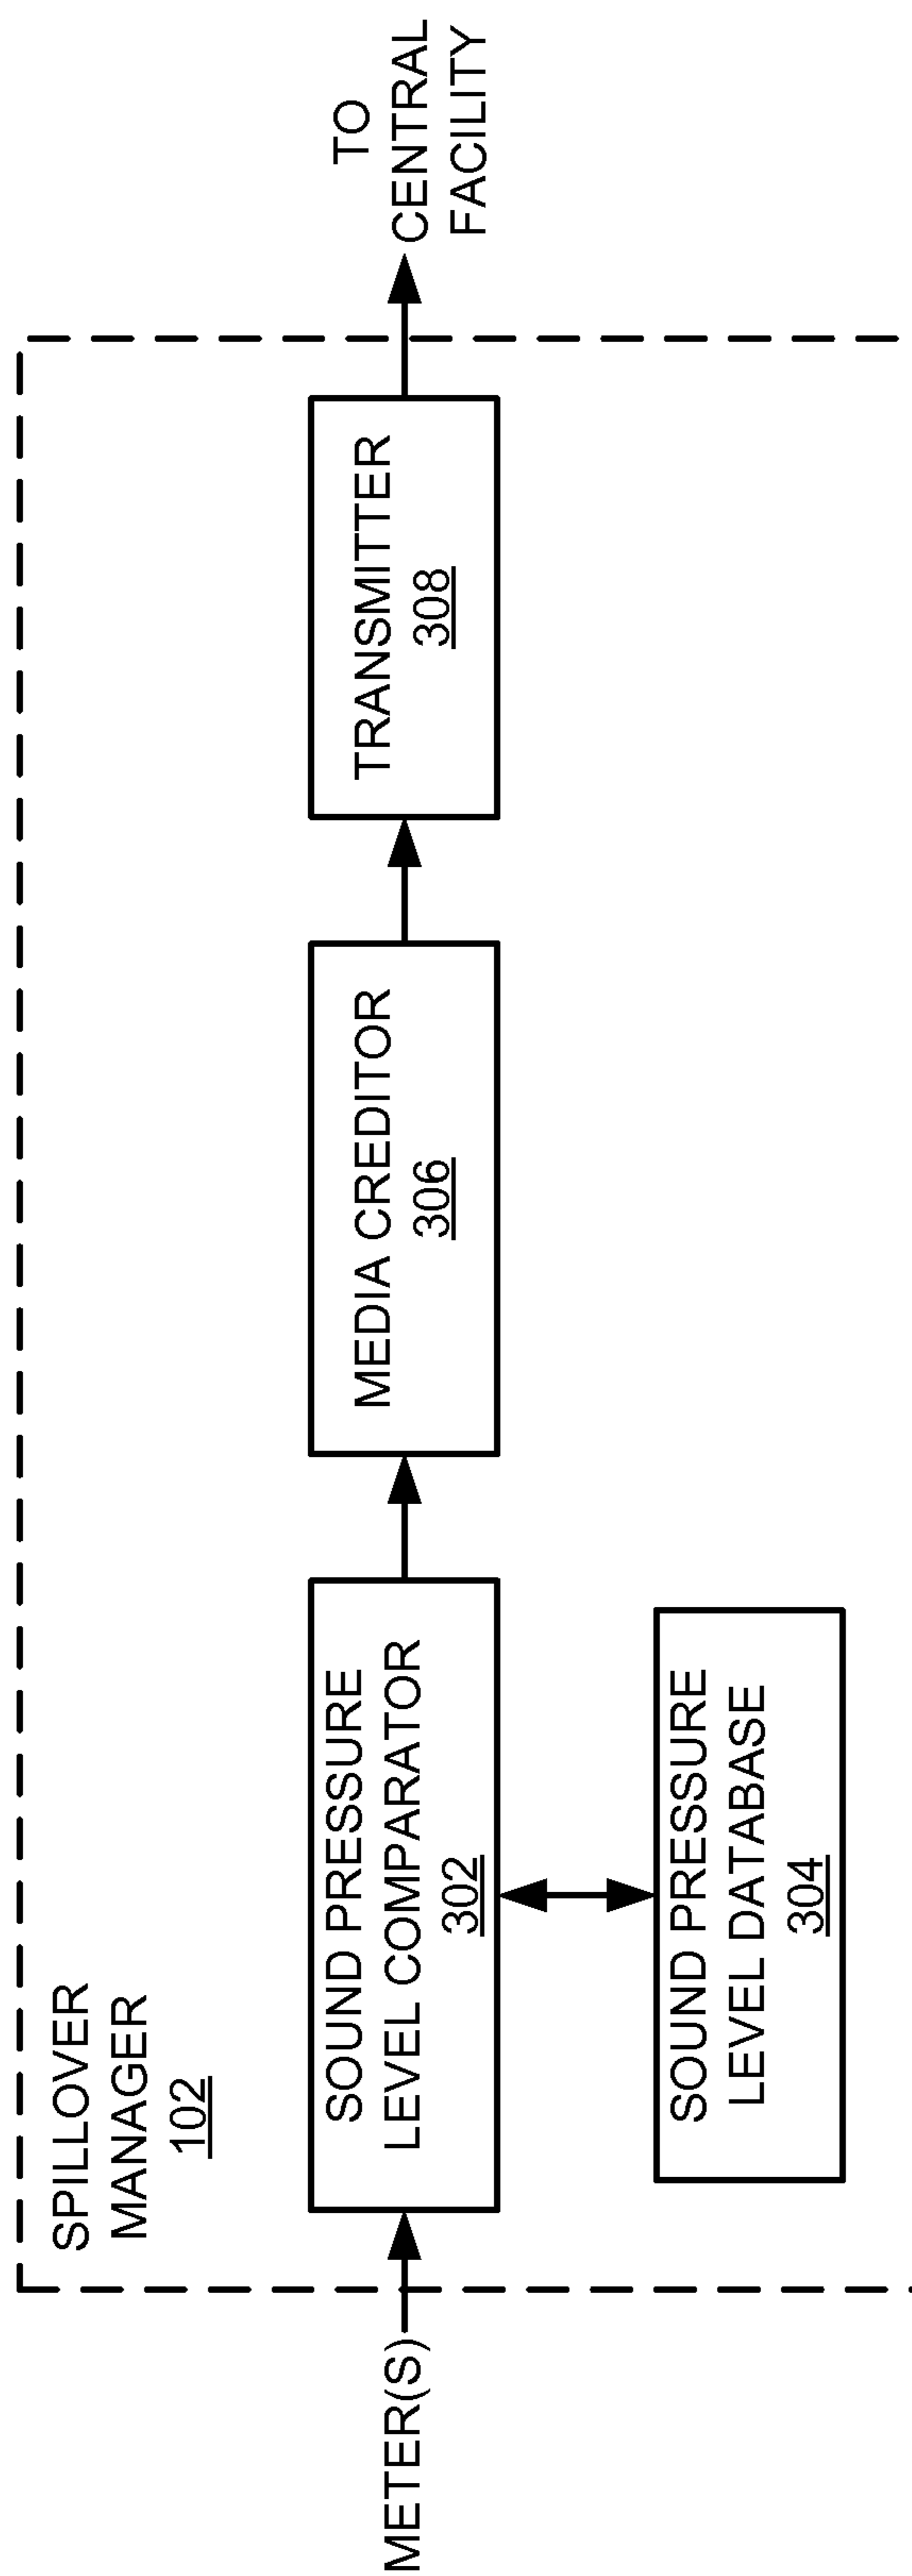 SPILLOVER
MANAGER
102
METER(S)
SOUND PRESSURE
LEVEL COMPARATOR
302
SOUND PRESSURE
LEVEL DATABASE
304
MEDIA CREDITOR
306
TRANSMITTER
308
TO
CENTRAL
FACILITY